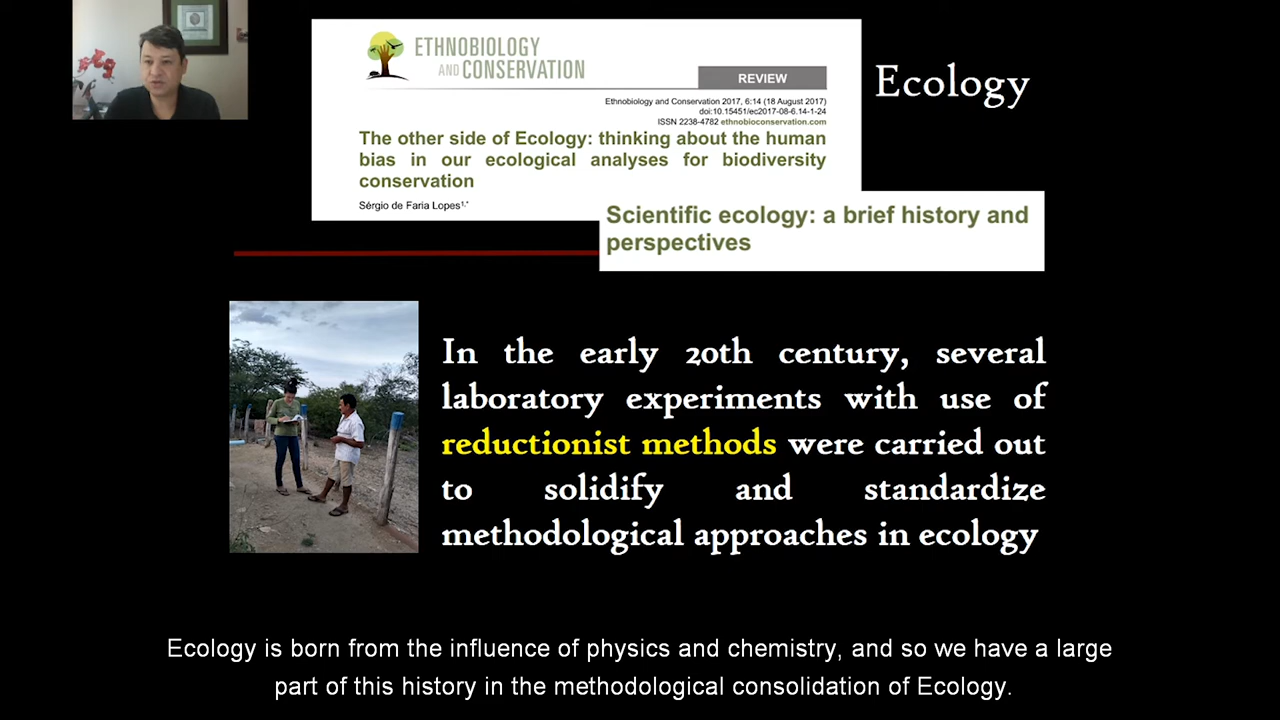 ETHNOBIOLOGY
AND CONSERVATION
REVIEW
Ethnobiology and Conservation 2017, 6:14 (18 August 2017)
doi:10.15451/ec2017-08-6.14-1-24
ISSN 2238-4782 ethnobioconservation.com
The other side of Ecology: thinking about the human
bias in our ecological analyses for biodiversity
conservation
Sérgio de Faria Lopes¹,*
Ecology
Scientific ecology: a brief history and
perspectives
In the early 20th century, several
laboratory experiments with use of
reductionist methods were carried out
to solidify and standardize
methodological approaches in ecology
Ecology is born from the influence of physics and chemistry, and so we have a large
part of this history in the methodological consolidation of Ecology.